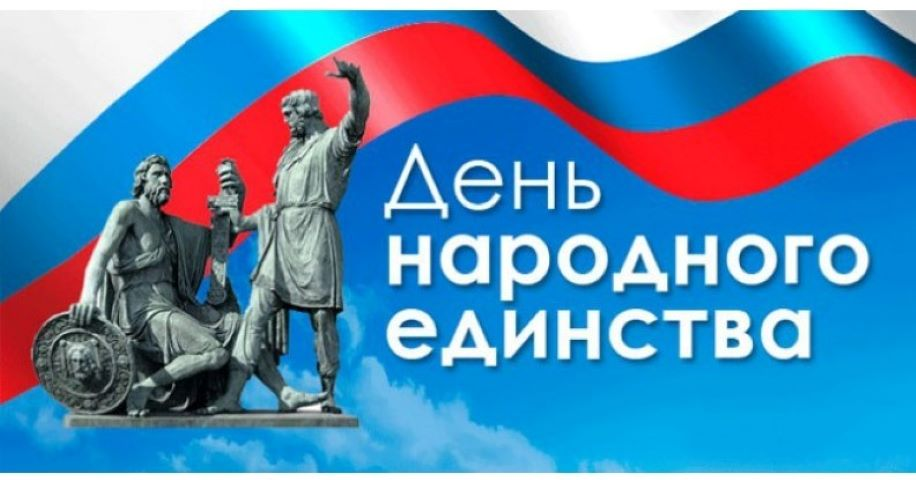 День
народного
единства